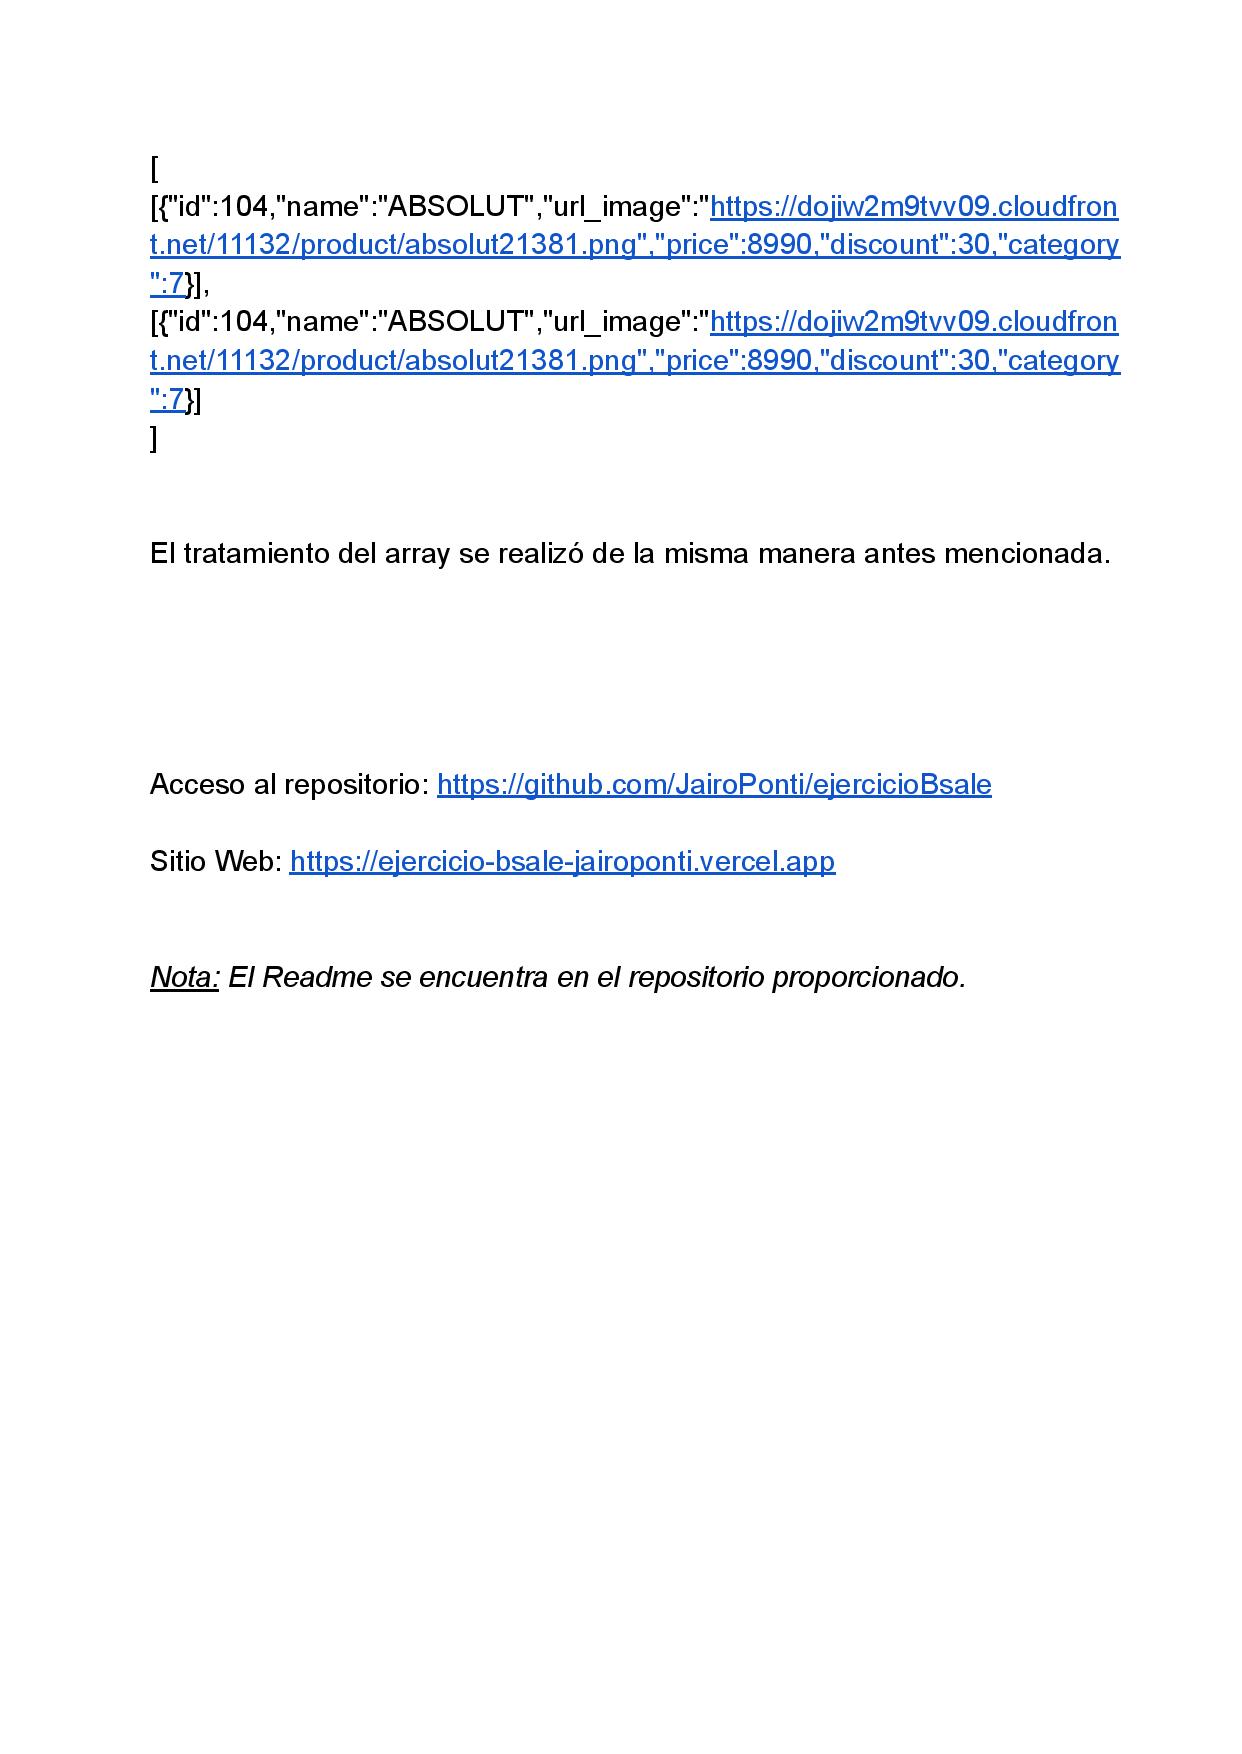 [
[{"id":104,"name":"ABSOLUT","url_image":"https://dojiw2m9tvv09.cloudfron
t.net/11132/product/absolut21381.png","price":8990,"discount":30,"category
":7}],
[{"id":104,"name":"ABSOLUT","url_image":"https://dojiw2m9tvv09.cloudfron
t.net/11132/product/absolut21381.png","price":8990,"discount":30,"category
":7}]
]
El tratamiento del array se realizó de la misma manera antes mencionada.
Acceso al repositorio: https://github.com/JairoPonti/ejercicioBsale
Sitio Web: https://ejercicio-bsale-jairoponti.vercel.app
Nota: El Readme se encuentra en el repositorio proporcionado.